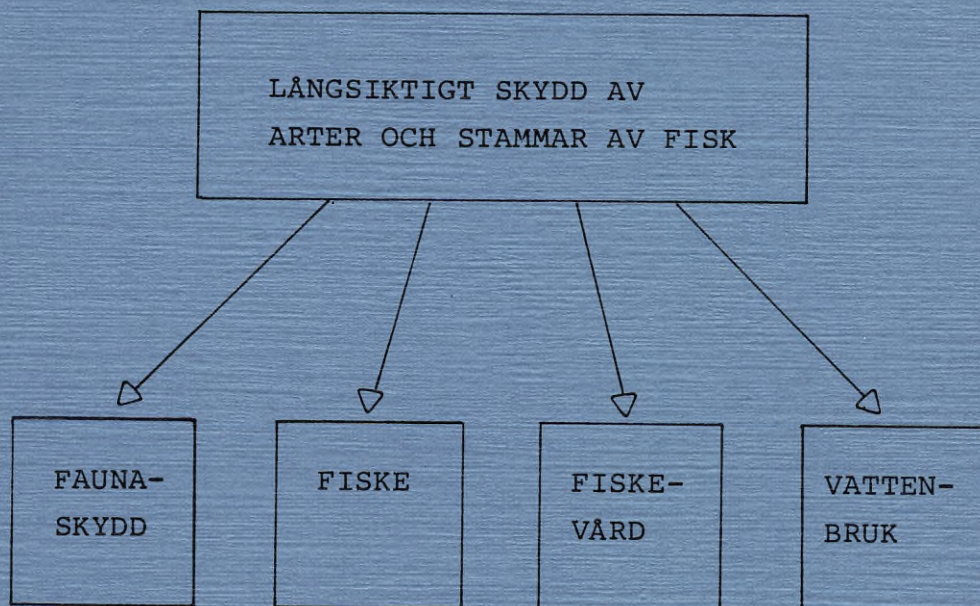 LÅNGSIKTIGT SKYDD AV
ARTER OCH STAMMAR AV FISK
FAUNA-
SKYDD
FISKE
FISKE-
VÅRD
VATTEN-
BRUK